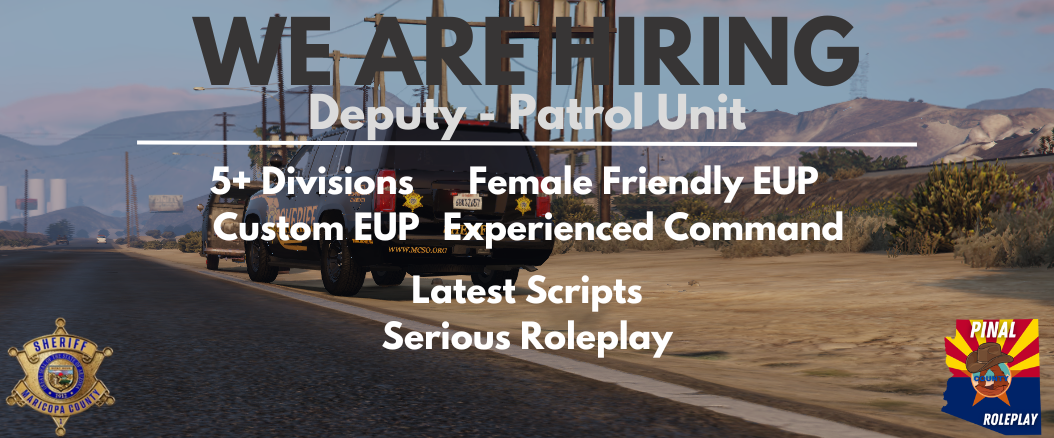 WE ARE HIRING
Deputy - Patrol Unit
5+ Divisions Female Friendly EUP
Custom EUP Experienced Command
Latest Scripts
Serious Roleplay
SHERIFF
WWW.MCSO.ORG
SHERIFF
MARICOPA COUNTY
PINAL
COUNTY
ROLEPLAY